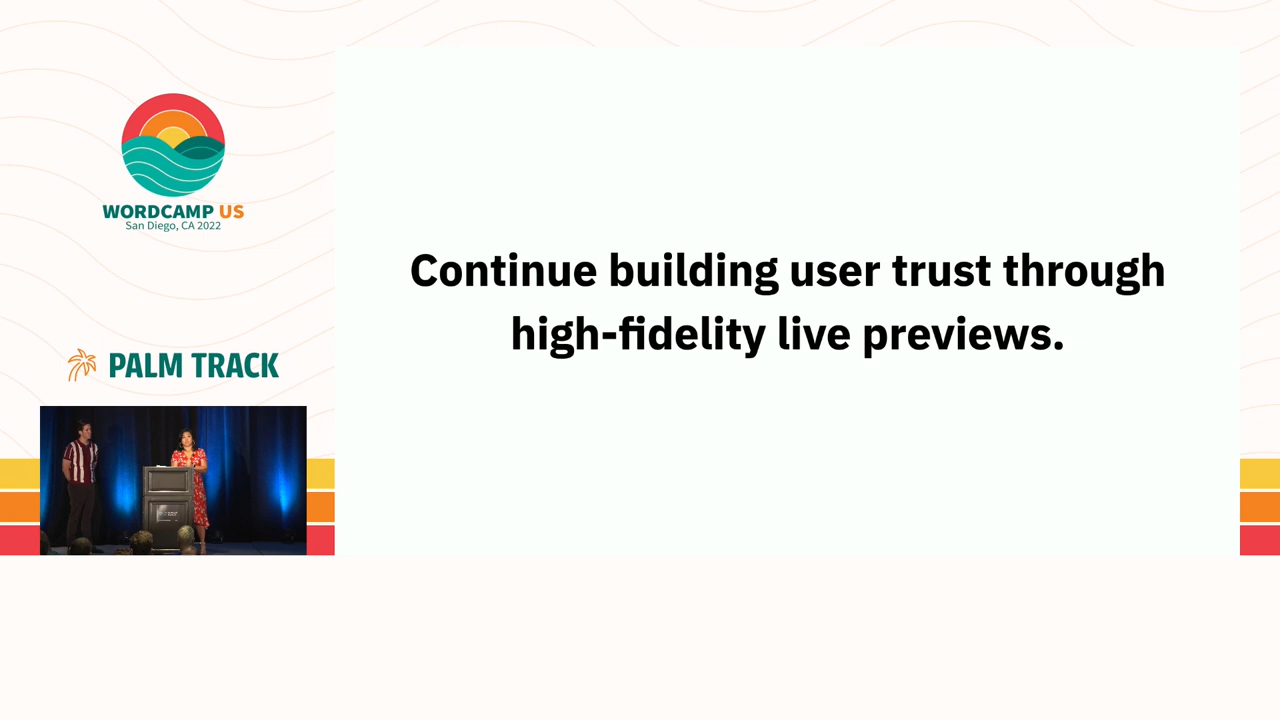 WORDCAMP US
San Diego, CA 2022
PALM TRACK
Continue building user trust through
high-fidelity live previews.